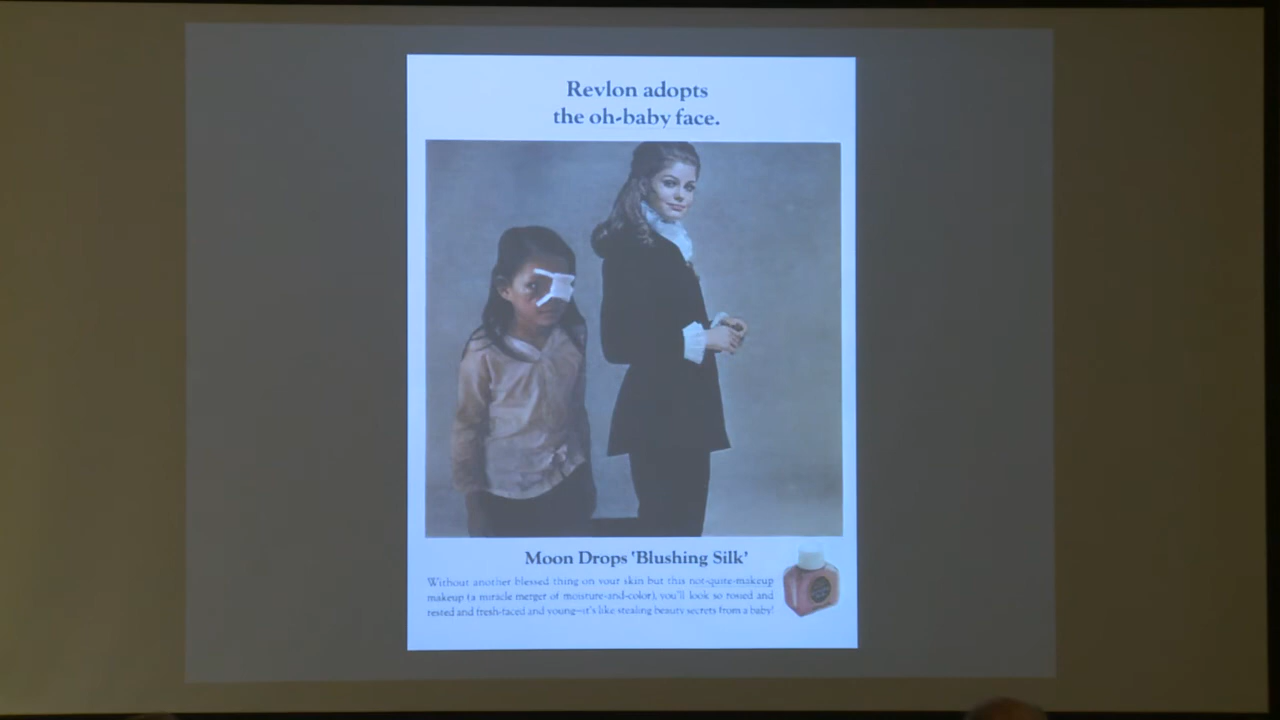 Revlon adopts
the oh-baby face.
Moon Drops 'Blushing Silk'
Without another blessed thing on your skin but this not-quite-makeup
makeup (a miracle merger of moisture-and-color), you'll look so rosied and
rested and fresh-faced and young—it's like stealing beauty secrets from a baby!